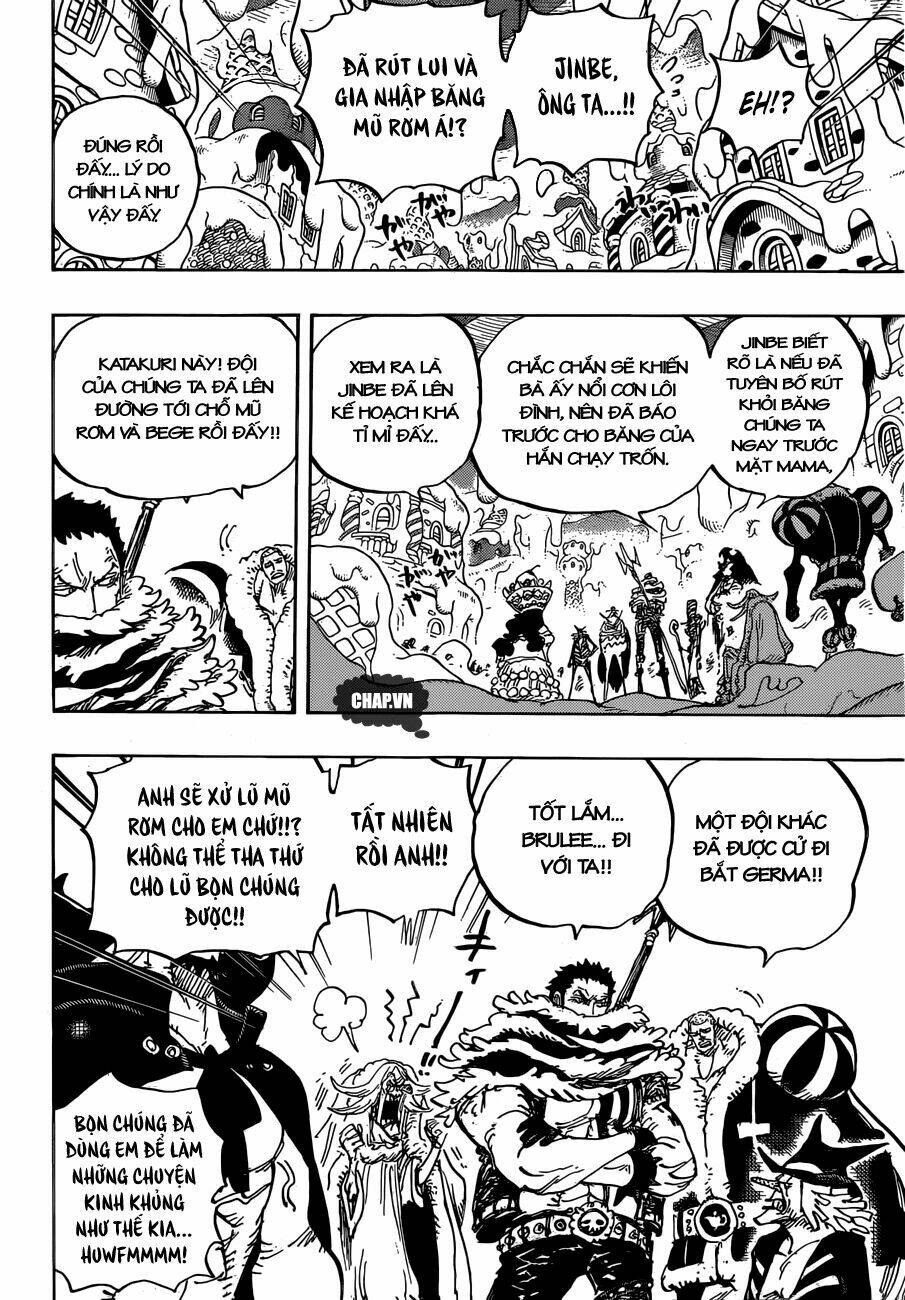 EH!?
JINBE,
ÔNG TA...!!
ĐÃ RÚT LUI VÀ
GIA NHẬP BĂNG
MŨ RƠM Á!?
ĐÚNG RỒI
ĐẤY... LÝ DO
CHÍNH LÀ NHƯ
VẬY ĐẤY.
JINBE BIẾT
RÕ LÀ NẾU ĐÃ
TUYÊN BỐ RÚT
KHỎI BĂNG
CHÚNG TA
NGAY TRƯỚC
MẶT MAMA,
CHẮC CHẮN SẼ KHIẾN
BÀ ẤY NỔI CƠN LÔI
ĐÌNH, NÊN ĐÃ BÁO
TRƯỚC CHO BĂNG CỦA
HẮN CHẠY TRỐN.
XEM RA LÀ
JINBE ĐÃ LÊN
KẾ HOẠCH KHÁ
TỈ MỈ ĐẤY..
KATAKURI NÀY! ĐỘI
CỦA CHÚNG TA ĐÃ LÊN
ĐƯỜNG TỚI CHỖ MŨ
RƠM VÀ BEGE RỒI ĐẤY!!
CHAP.VN
MỘT ĐỘI KHÁC
ĐÃ ĐƯỢC CỬ ĐI
BẮT GERMA!!
TỐT LẮM...
BRULEE... ĐI
VỚI TA!!
TẤT NHIÊN
RỒI ANH!!
ANH SẼ XỬ LŨ MŨ
RƠM CHO EM CHỨ!!?
KHÔNG THỂ THA THỨ
CHO LŨ BỌN CHÚNG
ĐƯỢC!!
BỌN CHÚNG ĐÃ
DÙNG EM ĐỂ LÀM
NHỮNG CHUYỆN
KINH KHỦNG
NHƯ THẾ KIA...
HUWFMMMM!